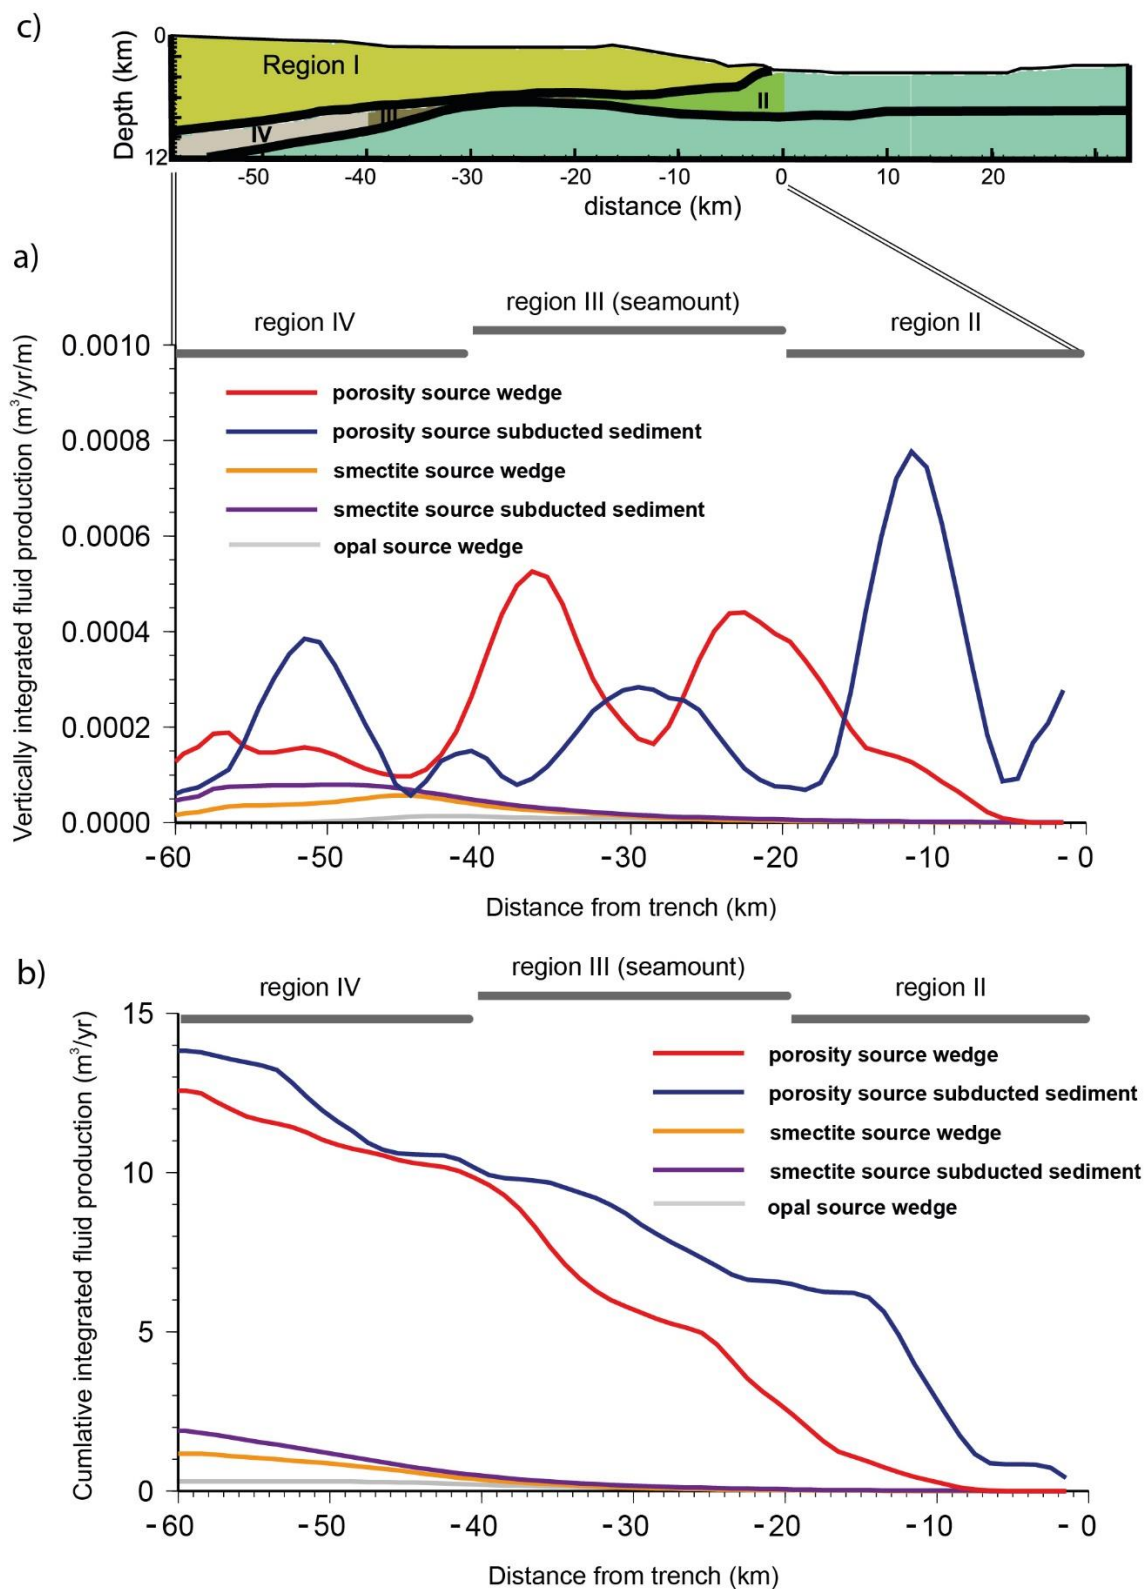 c)
0
Depth (km)
12
Region I
II
III
IV
-50 -40 -30 -20 -10 0 10 20
distance (km)
a)
region IV
region III (seamount)
region II
Vertically integrated fluid production (m³/yr/m)
0.0010
0.0008
0.0006
0.0004
0.0002
0.0000
porosity source wedge
porosity source subducted sediment
smectite source wedge
smectite source subducted sediment
opal source wedge
-60 -50 -40 -30 -20 -10 -0
Distance from trench (km)
b)
region IV
region III (seamount)
region II
Cumlative integrated fluid production (m³/yr)
15
10
5
0
porosity source wedge
porosity source subducted sediment
smectite source wedge
smectite source subducted sediment
opal source wedge
-60 -50 -40 -30 -20 -10 -0
Distance from trench (km)